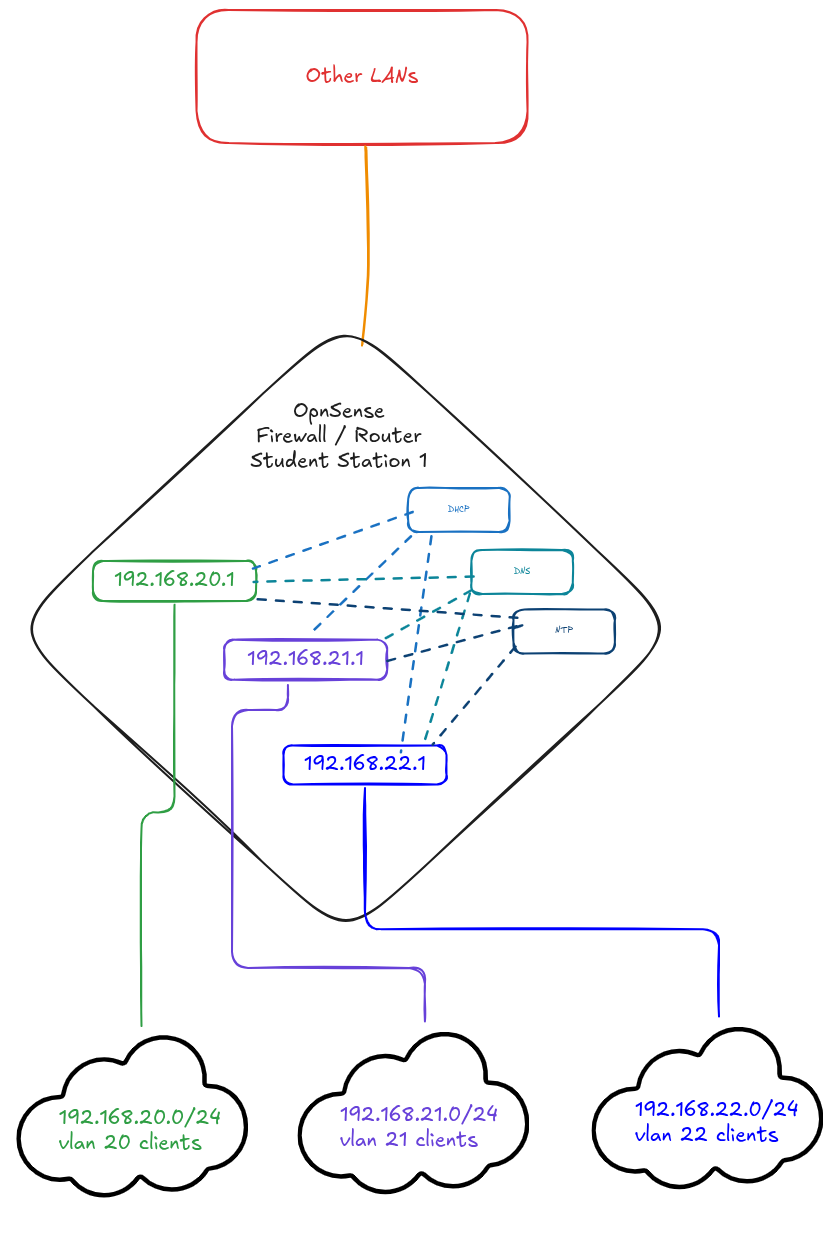 Other LANs
OpnSense
Firewall / Router
Student Station 1
DHCP
DNS
192.168.20.1
NTP
192.168.21.1
192.168.22.1
192.168.20.0/24
vlan 20 clients
192.168.21.0/24
vlan 21 clients
192.168.22.0/24
vlan 22 clients